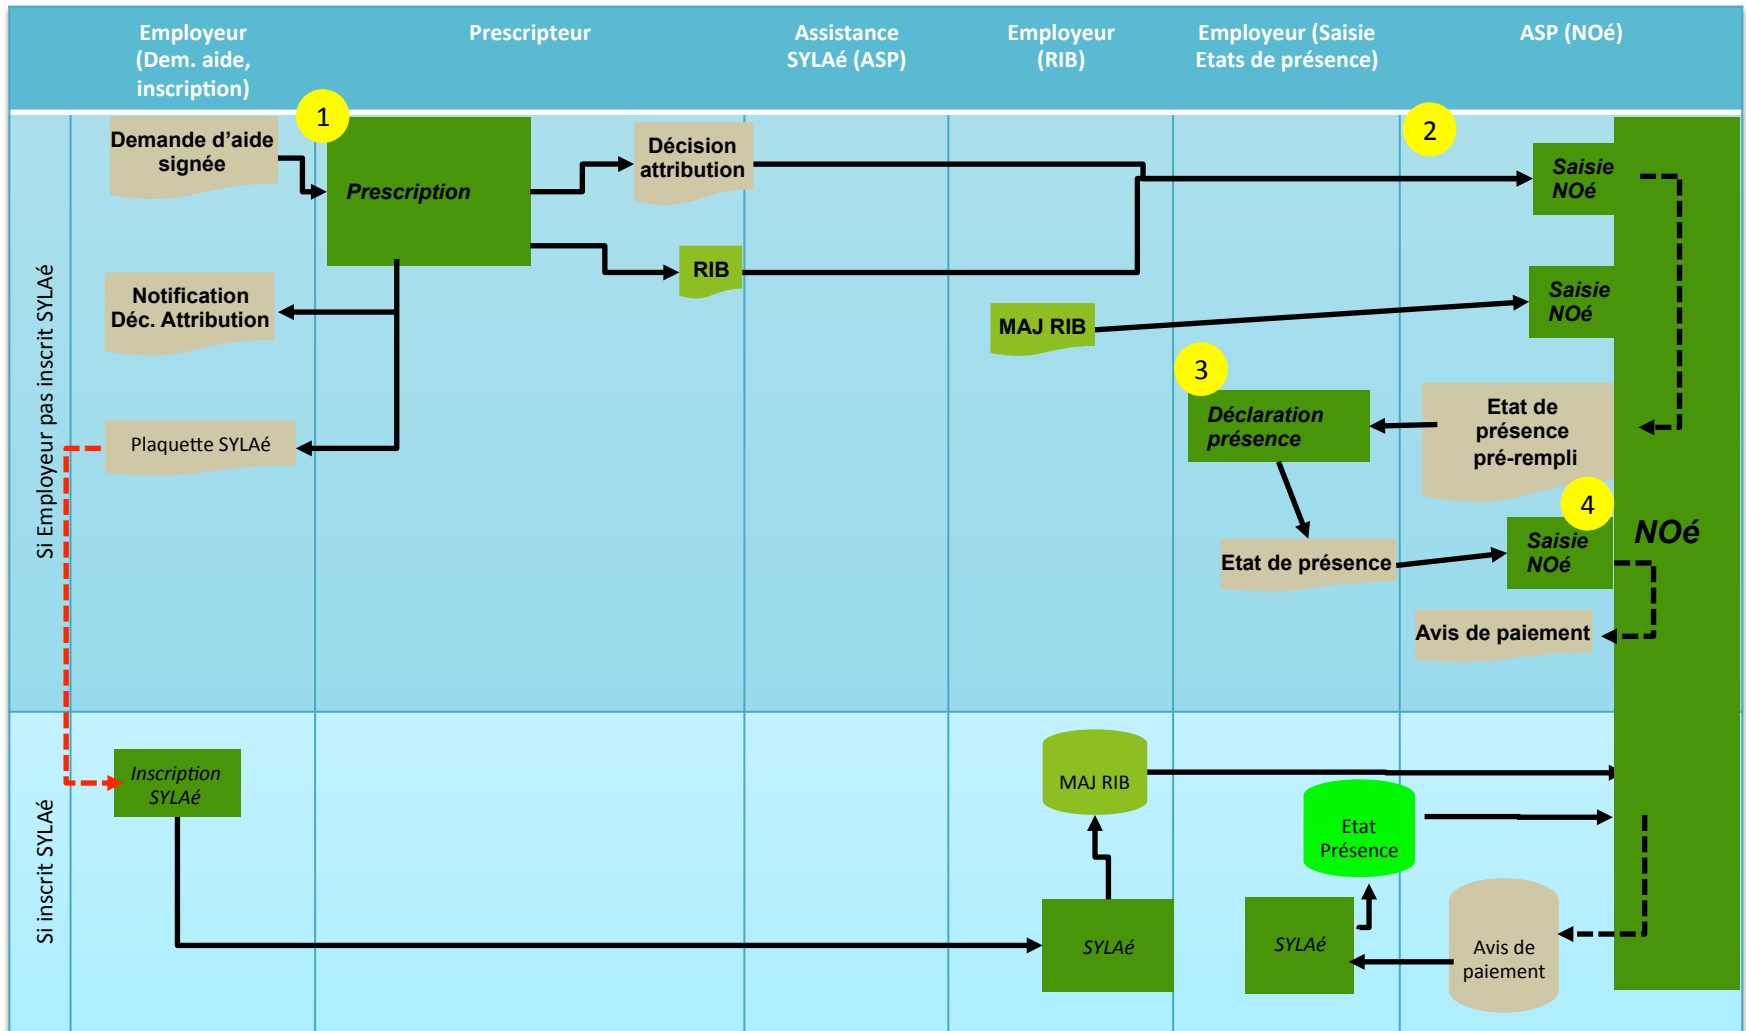 Employeur
(Dem. aide,
inscription)
Prescripteur
Assistance
SYLAé (ASP)
Employeur
(RIB)
Employeur (Saisie
Etats de présence)
ASP (NOé)
Si Employeur pas inscrit SYLAé
1
2
Demande d'aide
signée
Prescription
Décision
attribution
Saisie
NOé
RIB
Notification
Déc. Attribution
MAJ RIB
Saisie
NOé
3
Déclaration
présence
Etat de
présence
pré-rempli
Plaquette SYLAé
4
Saisie
NOé
NOé
Etat de présence
Avis de paiement
Si inscrit SYLAé
Inscription
SYLAé
MAJ RIB
Etat
Présence
SYLAé
SYLAé
Avis de
paiement